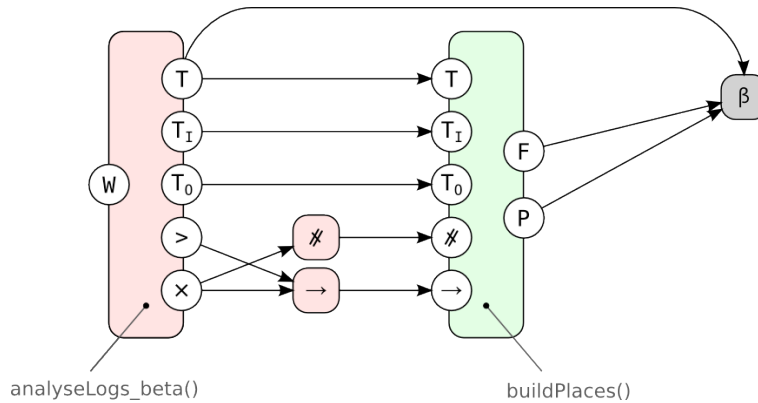 T
T
β
T_I
T_I
F
W
T_O
T_O
P
>
∦
∦
×
→
→
analyseLogs_beta()
buildPlaces()